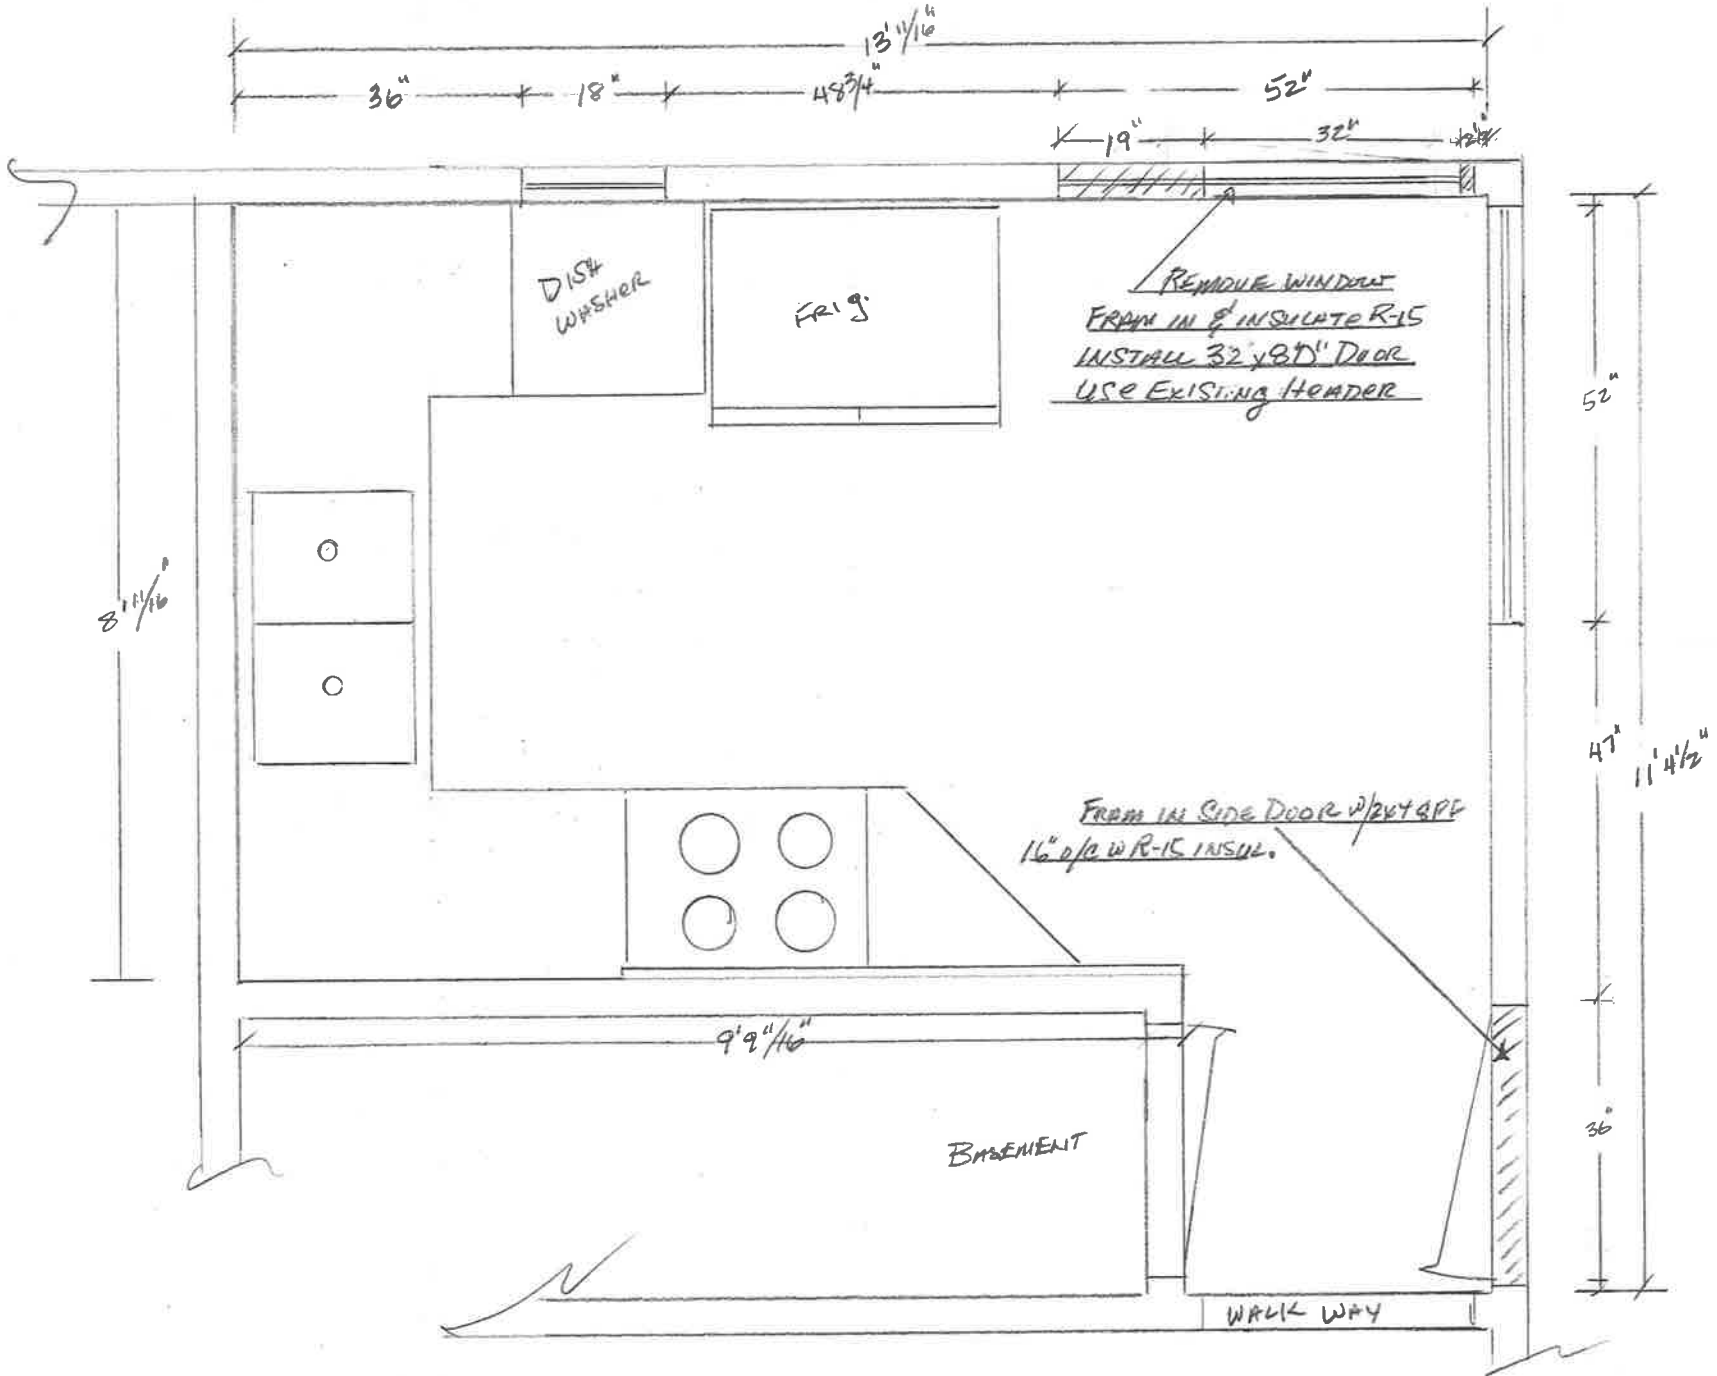 13' 11/16"
36"
18"
48 3/4"
52"
19"
32"
DISH
WASHER
FRIg.
REMOVE WINDOW
FRAM IN & INSULATE R-15
INSTALL 32"x8'0" DOOR
USE EXISTING HEADER
52"
8' 11/16"
47"
11' 4 1/2"
FRAM IN SIDE DOOR W/2x4 SPF
16" o/c W R-15 INSUL.
9'9 11/16"
BASEMENT
36"
WALK WAY